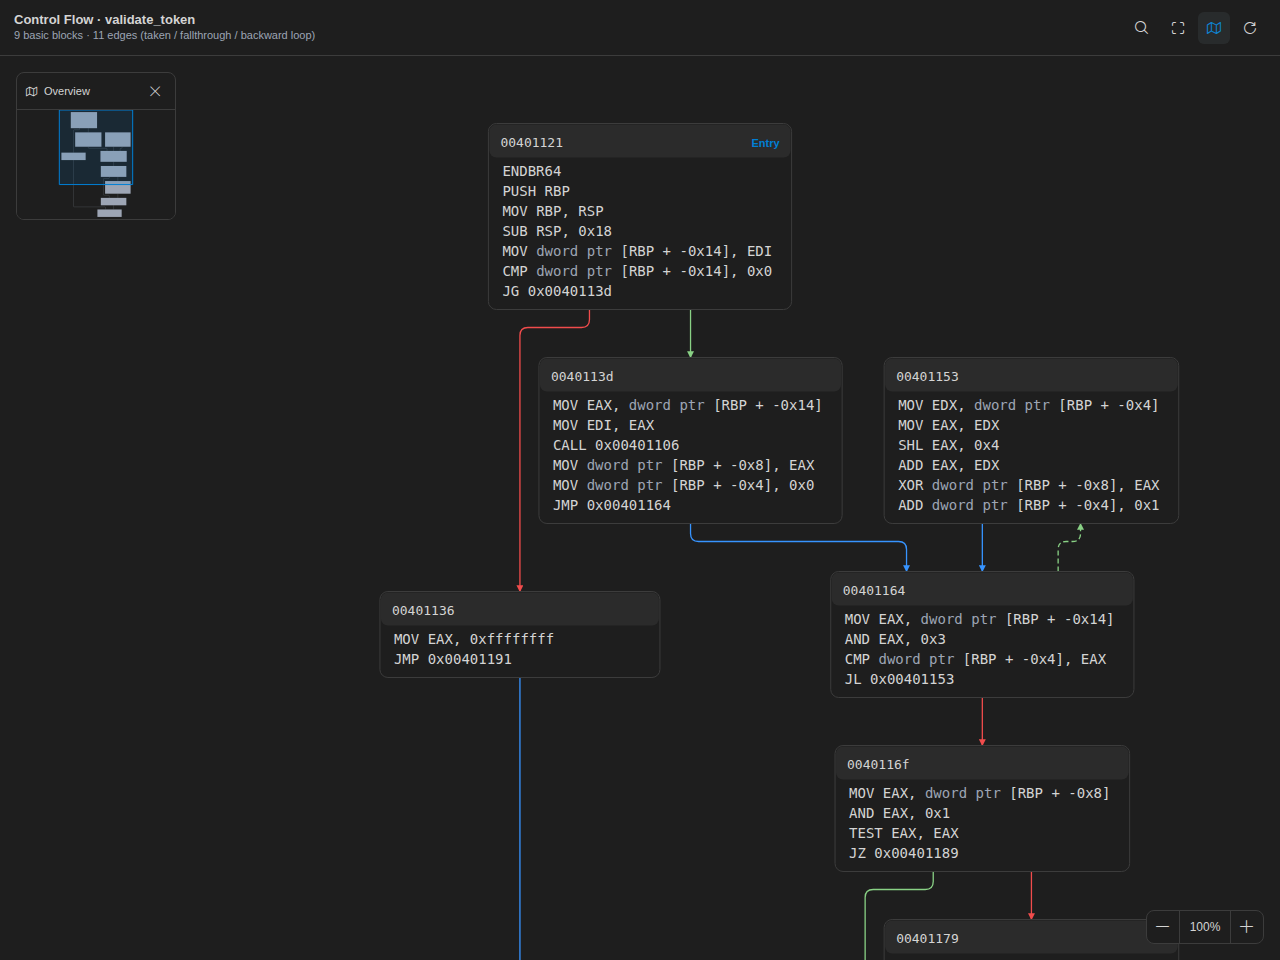 Control Flow · validate_token
9 basic blocks · 11 edges (taken / fallthrough / backward loop)
Overview
00401121 Entry
ENDBR64
PUSH RBP
MOV RBP, RSP
SUB RSP, 0x18
MOV dword ptr [RBP + -0x14], EDI
CMP dword ptr [RBP + -0x14], 0x0
JG 0x0040113d
0040113d
MOV EAX, dword ptr [RBP + -0x14]
MOV EDI, EAX
CALL 0x00401106
MOV dword ptr [RBP + -0x8], EAX
MOV dword ptr [RBP + -0x4], 0x0
JMP 0x00401164
00401153
MOV EDX, dword ptr [RBP + -0x4]
MOV EAX, EDX
SHL EAX, 0x4
ADD EAX, EDX
XOR dword ptr [RBP + -0x8], EAX
ADD dword ptr [RBP + -0x4], 0x1
00401136
MOV EAX, 0xffffffff
JMP 0x00401191
00401164
MOV EAX, dword ptr [RBP + -0x14]
AND EAX, 0x3
CMP dword ptr [RBP + -0x4], EAX
JL 0x00401153
0040116f
MOV EAX, dword ptr [RBP + -0x8]
AND EAX, 0x1
TEST EAX, EAX
JZ 0x00401189
00401179
100%